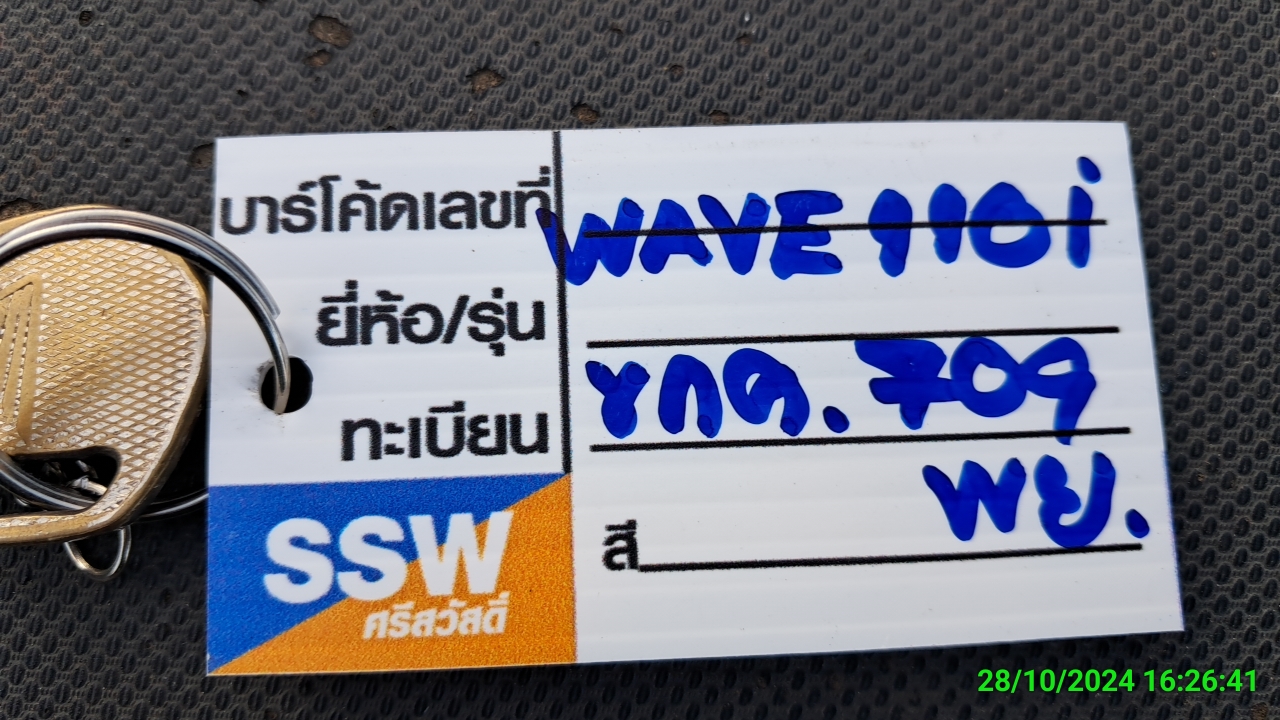 บาร์โค้ดเลขที่ WAVE 110i
ยี่ห้อ/รุ่น
ทะเบียน ขกด. 709
พย.
สี
SSW
ศรีสวัสดิ์
28/10/2024 16:26:41